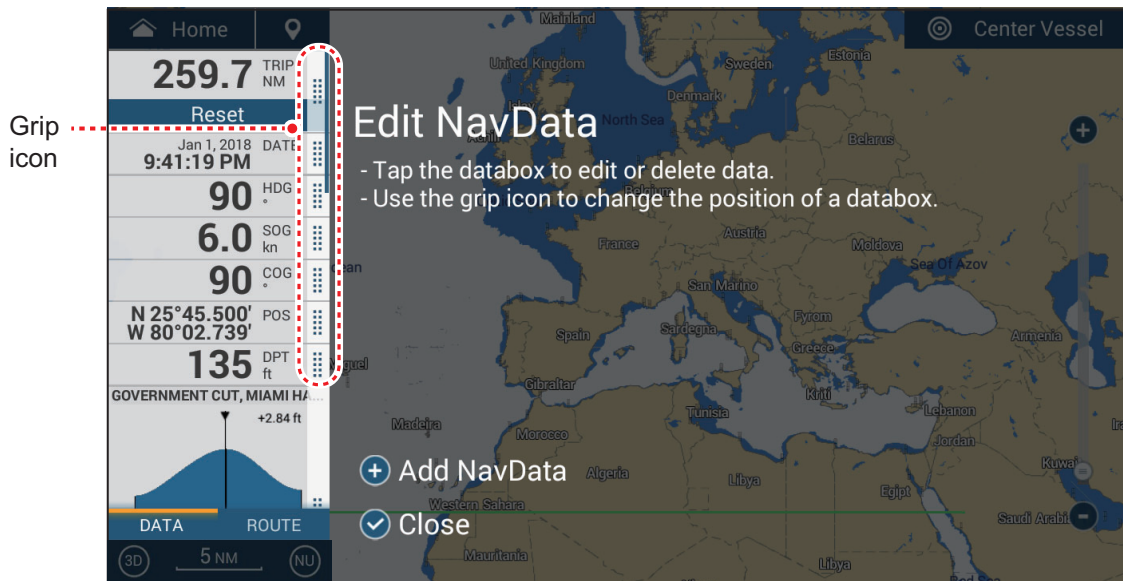 Home
Center Vessel
259.7 TRIP NM
Reset
Jan 1, 2018 DATE
9:41:19 PM
90 HDG °
6.0 SOG kn
90 COG °
N 25°45.500' POS
W 80°02.739'
135 DPT ft
GOVERNMENT CUT, MIAMI HA...
+2.84 ft
DATA ROUTE
3D 5 NM NU
Grip
icon
Edit NavData
- Tap the databox to edit or delete data.
- Use the grip icon to change the position of a databox.
+ Add NavData
Close
Mainland
United Kingdom
Sweden
Estonia
Denmark
North Sea
Belarus
Belgium
France
Austria
Moldova
Sea Of Azov
San Marino
Fyrom
Spain
Sardegna
Greece
Armenia
Gibraltar
Kriti
Madeira
Tunisia
Lebanon
Morocco
Jordan
Algeria
Libya
Egipt
Kuwai
Western Sahara
Saudi Arabi
Mauritania
Libya
Red Sea